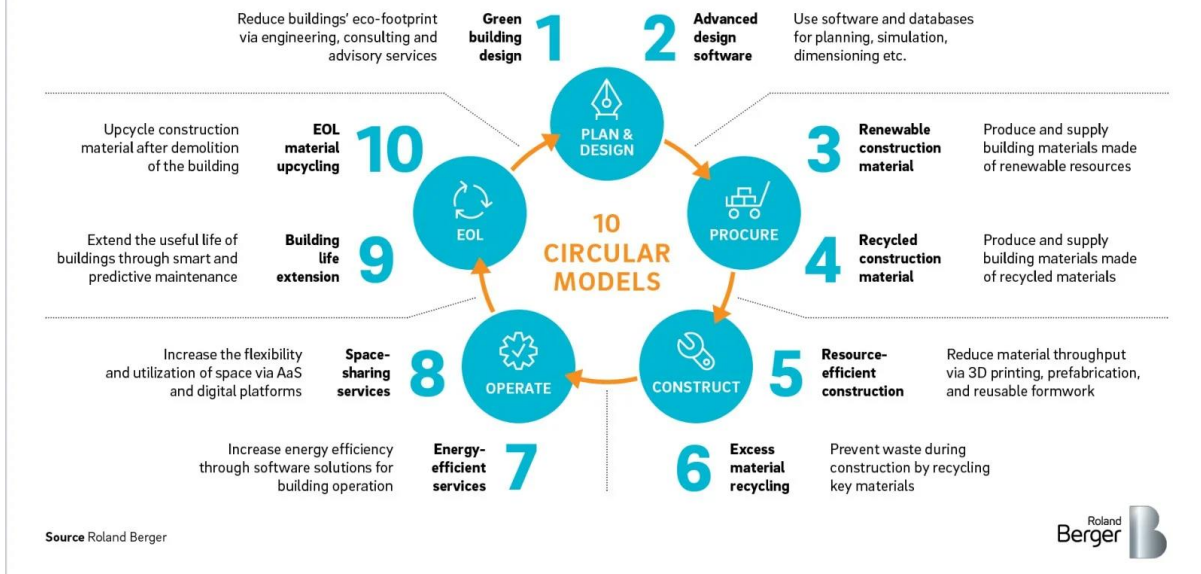 Reduce buildings' eco-footprint
via engineering, consulting and
advisory services
Green
building
design
1
2
Advanced
design
software
Use software and databases
for planning, simulation,
dimensioning etc.
PLAN &
DESIGN
3
Renewable
construction
material
Produce and supply
building materials made
of renewable resources
PROCURE
4
Recycled
construction
material
Produce and supply
building materials made
of recycled materials
CONSTRUCT
5
Resource-
efficient
construction
Reduce material throughput
via 3D printing, prefabrication,
and reusable formwork
6
Excess
material
recycling
Prevent waste during
construction by recycling
key materials
OPERATE
Increase energy efficiency
through software solutions for
building operation
Energy-
efficient
services
7
Increase the flexibility
and utilization of space via AaS
and digital platforms
Space-
sharing
services
8
EOL
Extend the useful life of
buildings through smart and
predictive maintenance
Building
life
extension
9
Upcycle construction
material after demolition
of the building
EOL
material
upcycling
10
10
CIRCULAR
MODELS
Source Roland Berger
Roland
Berger
B